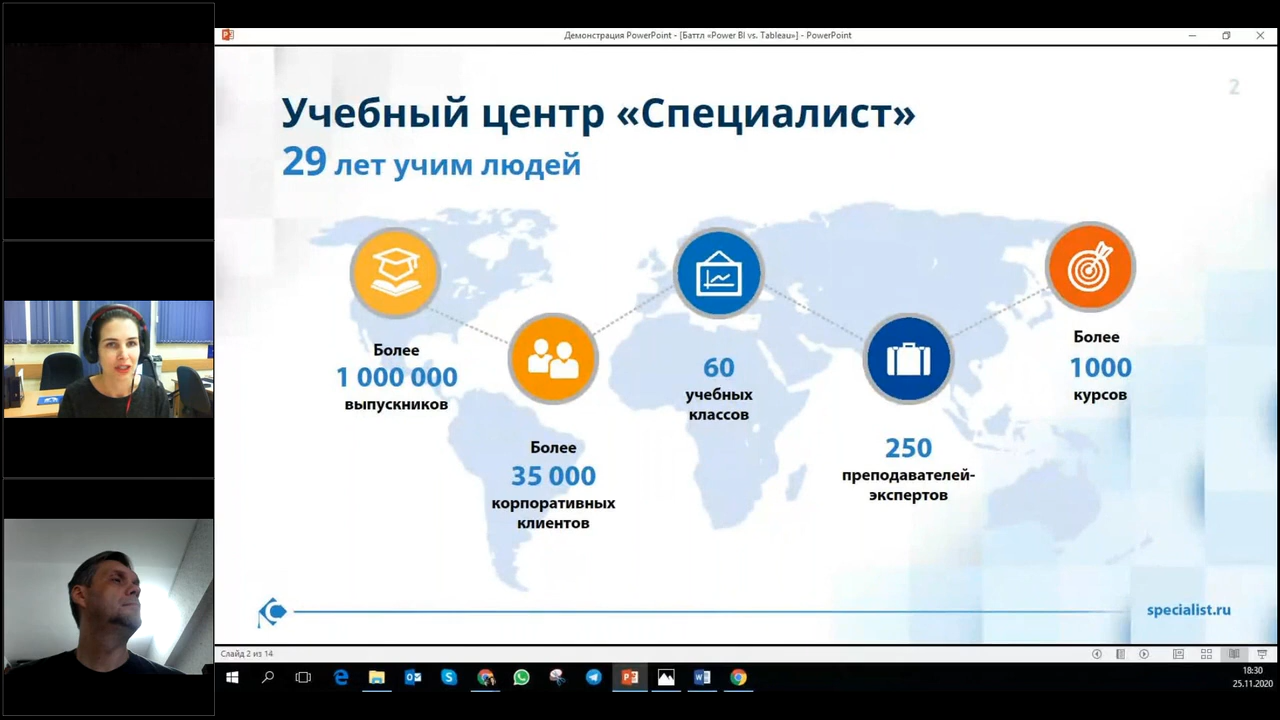 Демонстрация PowerPoint - [Баттл «Power BI vs. Tableau»] - PowerPoint
2
Учебный центр «Специалист»
29 лет учим людей
Более
1 000 000
выпускников
Более
35 000
корпоративных
клиентов
60
учебных
классов
250
преподавателей-
экспертов
Более
1000
курсов
specialist.ru
Слайд 2 из 14
18:30
25.11.2020